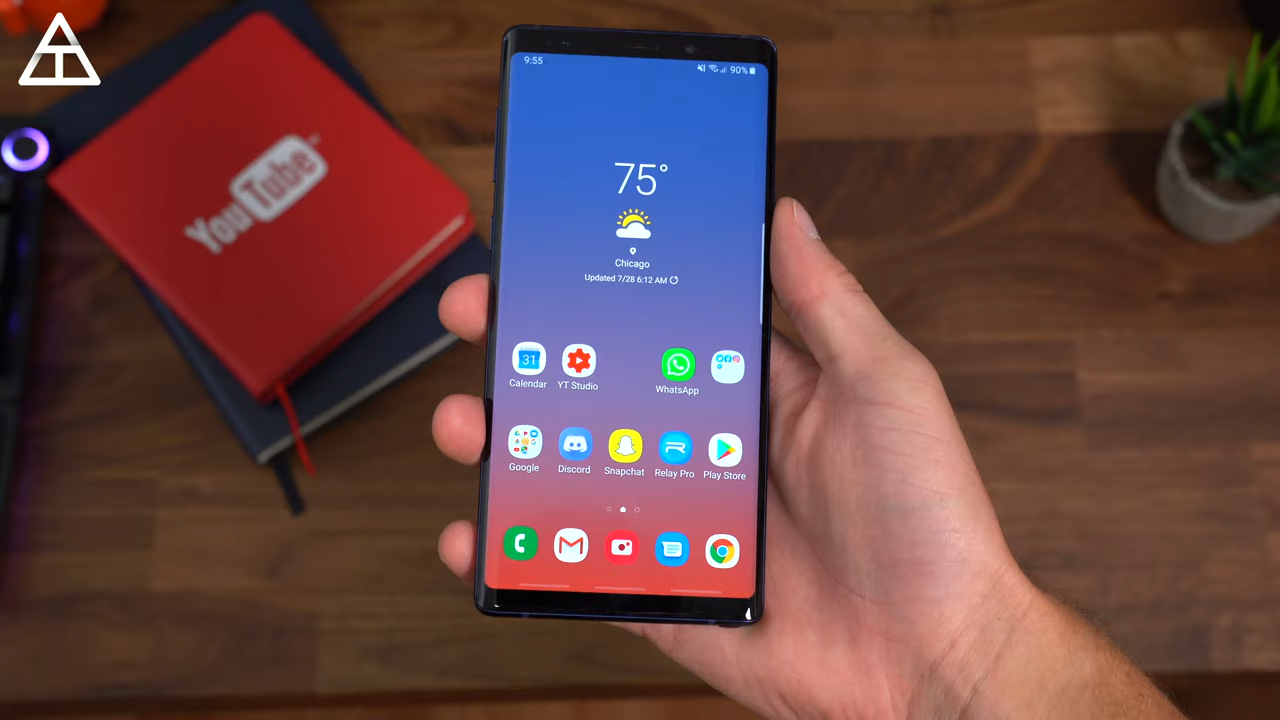 YouTube
TM
9:55
90%
75°
Chicago
Updated 7/28 6:12 AM
31
Calendar
YT Studio
WhatsApp
Google
Discord
Snapchat
Relay Pro
Play Store